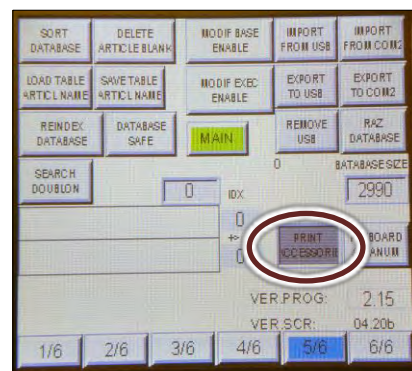 SORT DATABASE
DELETE ARTICLE BLANK
MODIF BASE ENABLE
IMPORT FROM USB
IMPORT FROM COM2
LOAD TABLE ARTICL NAME
SAVE TABLE ARTICL NAME
MODIF EXEC ENABLE
EXPORT TO USB
EXPORT TO COM2
REINDEX DATABASE
DATABASE SAFE
MAIN
REMOVE USB
RAZ DATABASE
SEARCH DOUBLON
0 IDX
0
DATABASE SIZE
2990
0
+>
0
PRINT
VER.PROG: 2.15
VER.SCR: 04.20b
1/6 2/6 3/6 4/6 5/6 6/6